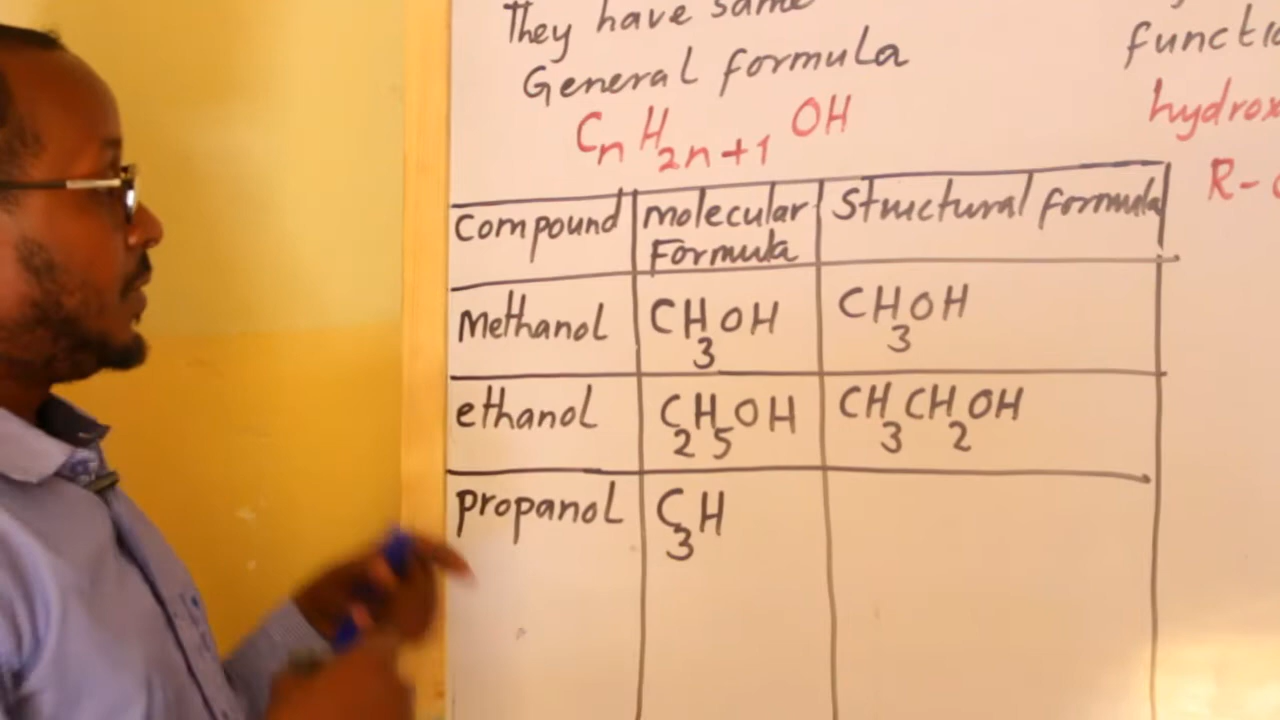 They have same
General formula
CnH2n+1 OH
functio
hydrox
R-
Compound | Molecular Formula | Structural formula
Methanol | CH3OH | CH3OH
ethanol | C2H5OH | CH3CH2OH
propanol | C3H